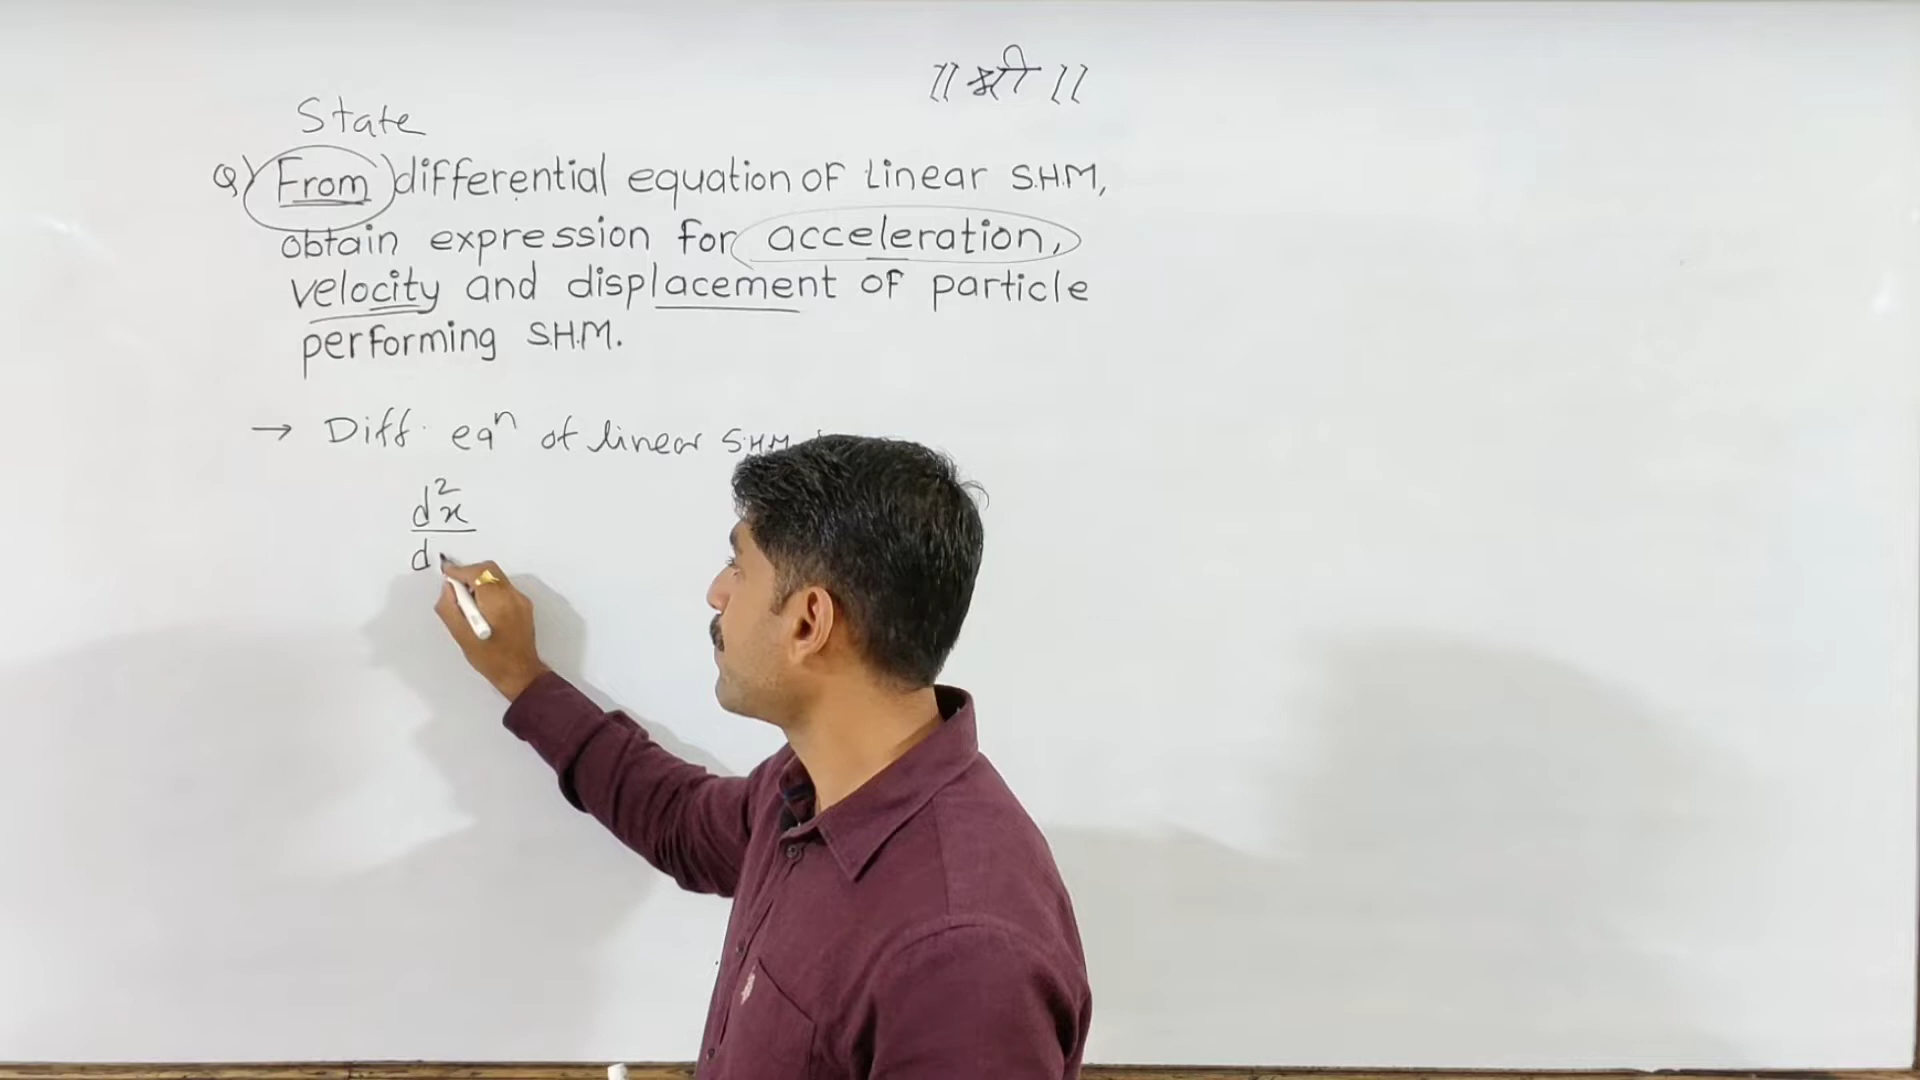 ॥ श्री ॥
State
Q) From differential equation of Linear S.H.M,
obtain expression for acceleration,
velocity and displacement of particle
performing S.H.M.
→ Diff. eqⁿ of linear S.H.M.
d²x
d